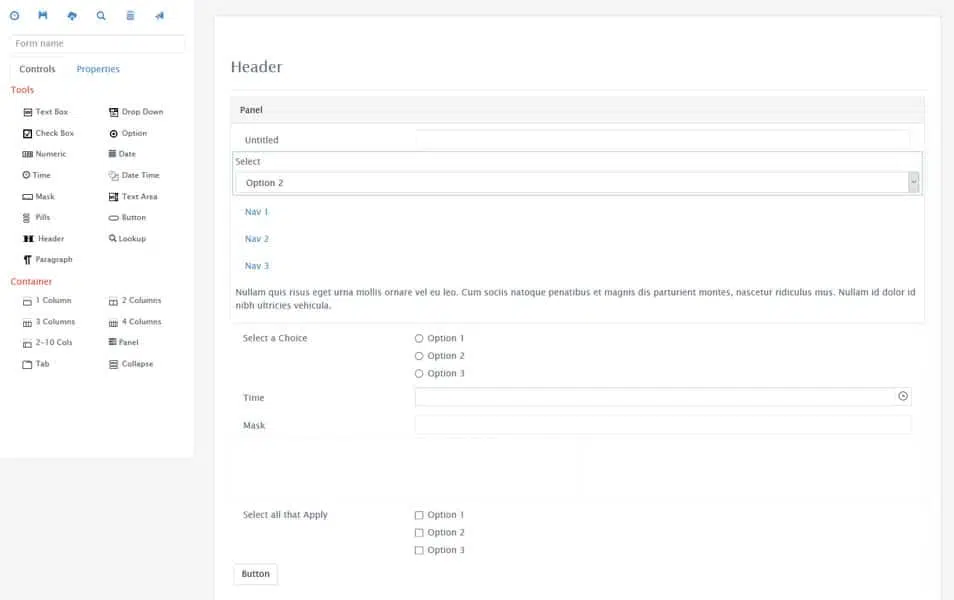 Form name
Controls Properties
Tools
Text Box Drop Down
Check Box Option
Numeric Date
Time Date Time
Mask Text Area
Pills Button
Header Lookup
Paragraph
Container
1 Column 2 Columns
3 Columns 4 Columns
2-10 Cols Panel
Tab Collapse
Header
Panel
Untitled
Select
Option 2
Nav 1
Nav 2
Nav 3
Nullam quis risus eget urna mollis ornare vel eu leo. Cum sociis natoque penatibus et magnis dis parturient montes, nascetur ridiculus mus. Nullam id dolor id
nibh ultricies vehicula.
Select a Choice Option 1
Option 2
Option 3
Time
Mask
Select all that Apply Option 1
Option 2
Option 3
Button